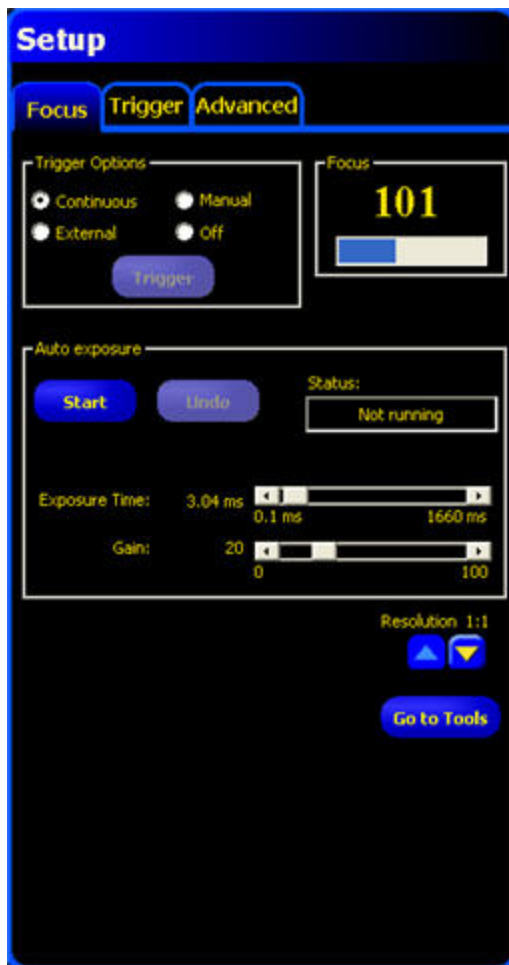 Setup
Focus Trigger Advanced
Trigger Options
Continuous Manual
External Off
Trigger
Focus
101
Auto exposure
Start Undo
Status:
Not running
Exposure Time: 3.04 ms
0.1 ms 1660 ms
Gain: 20
0 100
Resolution 1:1
Go to Tools